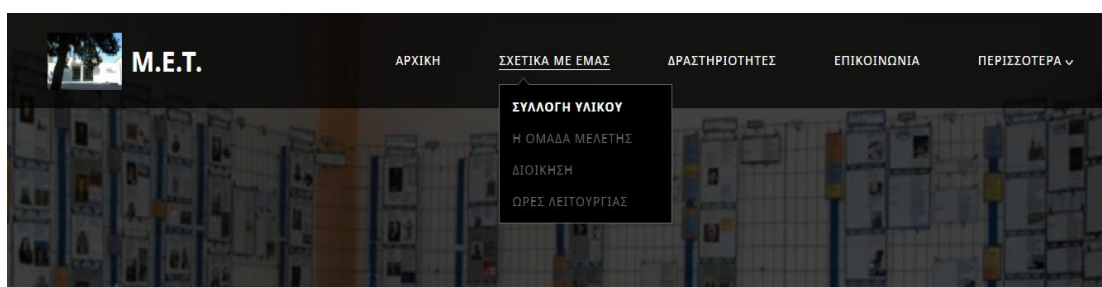 Μ.Ε.Τ.
ΑΡΧΙΚΗ ΣΧΕΤΙΚΑ ΜΕ ΕΜΑΣ ΔΡΑΣΤΗΡΙΟΤΗΤΕΣ ΕΠΙΚΟΙΝΩΝΙΑ ΠΕΡΙΣΣΟΤΕΡΑ
ΣΥΛΛΟΓΗ ΥΛΙΚΟΥ
Η ΟΜΑΔΑ ΜΕΛΕΤΗΣ
ΔΙΟΙΚΗΣΗ
ΩΡΕΣ ΛΕΙΤΟΥΡΓΙΑΣ